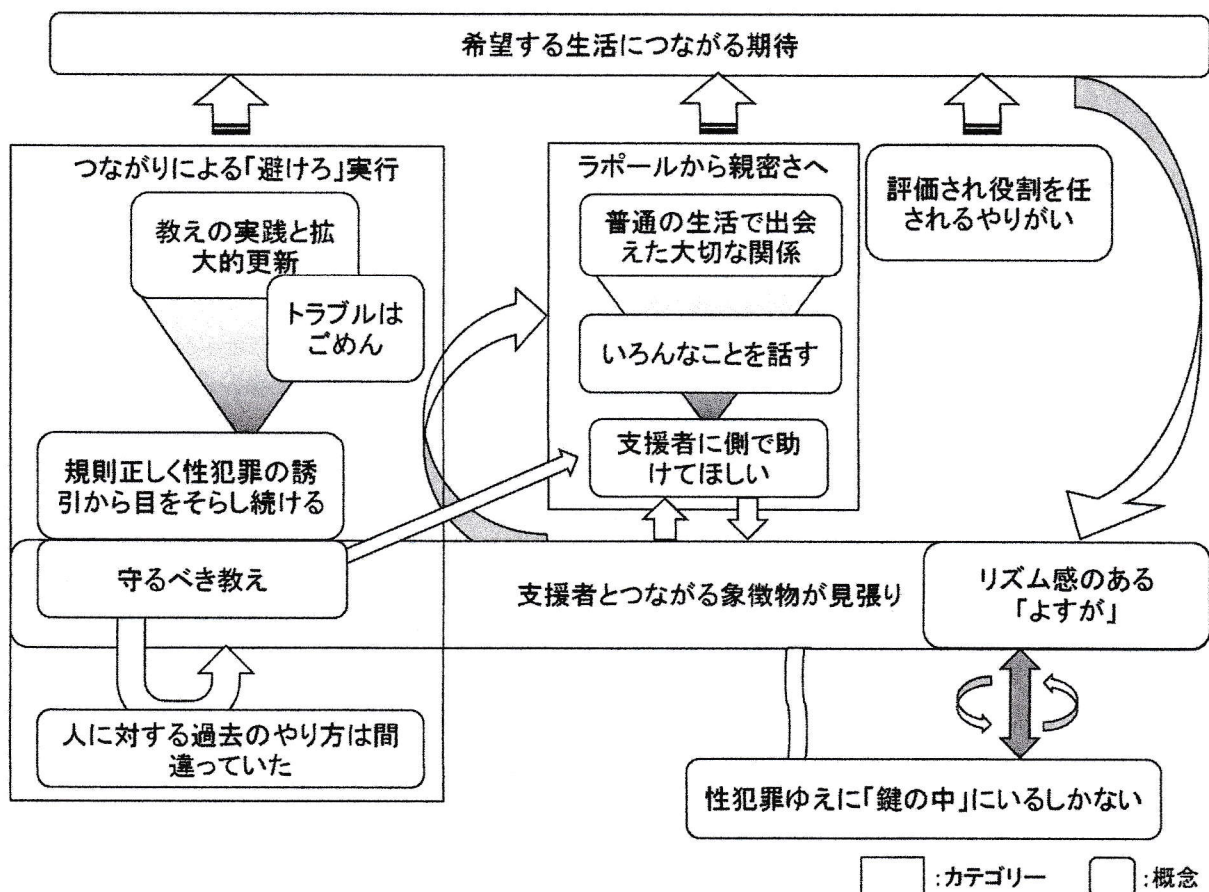 希望する生活につながる期待
つながりによる「避けろ」実行
教えの実践と拡
大的更新
トラブルは
ごめん
規則正しく性犯罪の誘
引から目をそらし続ける
守るべき教え
人に対する過去のやり方は間
違っていた
ラポールから親密さへ
普通の生活で出会
えた大切な関係
いろんなことを話す
支援者に側で助
けてほしい
評価され役割を任
されるやりがい
支援者とつながる象徴物が見張り
リズム感のある
「よすが」
性犯罪ゆえに「鍵の中」にいるしかない
:カテゴリー
:概念